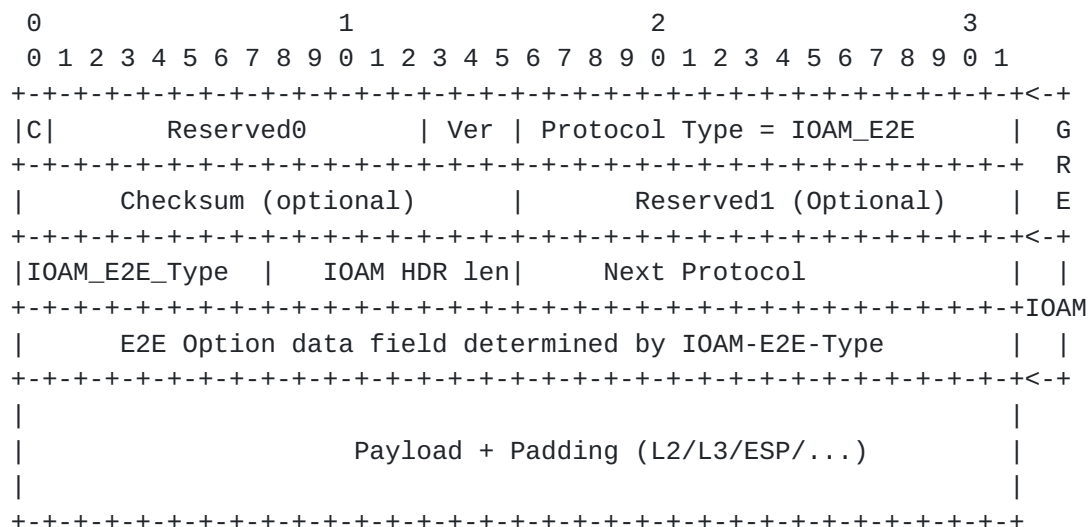 0                   1                   2                   3
 0 1 2 3 4 5 6 7 8 9 0 1 2 3 4 5 6 7 8 9 0 1 2 3 4 5 6 7 8 9 0 1
+-+-+-+-+-+-+-+-+-+-+-+-+-+-+-+-+-+-+-+-+-+-+-+-+-+-+-+-+-+-+-+-+<-+
|C|        Reserved0       | Ver | Protocol Type = IOAM_E2E      |  G
+-+-+-+-+-+-+-+-+-+-+-+-+-+-+-+-+-+-+-+-+-+-+-+-+-+-+-+-+-+-+-+-+  R
|      Checksum (optional)      |       Reserved1 (Optional)    |  E
+-+-+-+-+-+-+-+-+-+-+-+-+-+-+-+-+-+-+-+-+-+-+-+-+-+-+-+-+-+-+-+-+<-+
|IOAM_E2E_Type  |   IOAM HDR len|     Next Protocol             |  |
+-+-+-+-+-+-+-+-+-+-+-+-+-+-+-+-+-+-+-+-+-+-+-+-+-+-+-+-+-+-+-+-+IOAM
|      E2E Option data field determined by IOAM-E2E-Type        |  |
+-+-+-+-+-+-+-+-+-+-+-+-+-+-+-+-+-+-+-+-+-+-+-+-+-+-+-+-+-+-+-+-+<-+
|                                                               |
|                     Payload + Padding (L2/L3/ESP/...)         |
|                                                               |
+-+-+-+-+-+-+-+-+-+-+-+-+-+-+-+-+-+-+-+-+-+-+-+-+-+-+-+-+-+-+-+-+